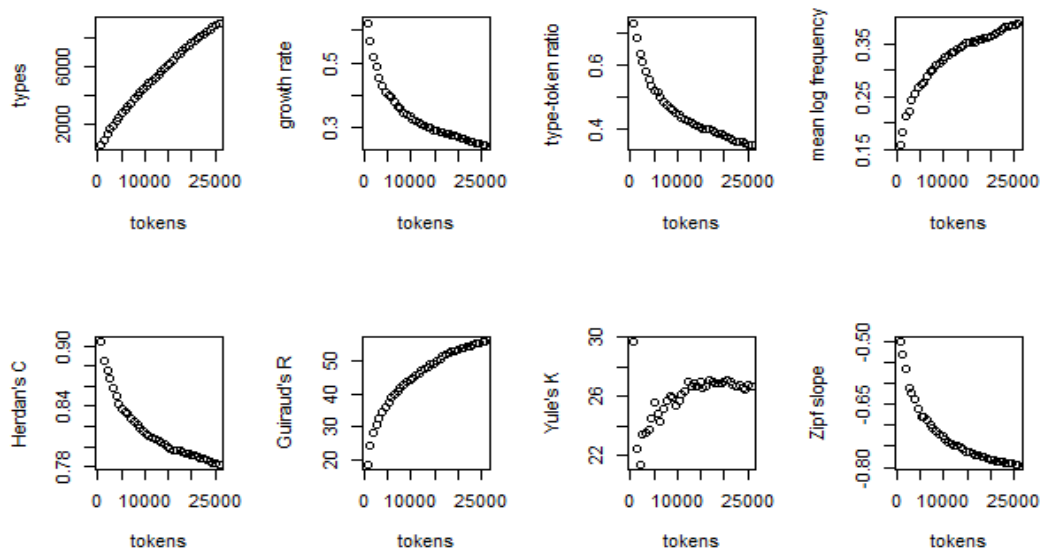 types
2000 6000
0 10000 25000
tokens
growth rate
0.3 0.5
0 10000 25000
tokens
type-token ratio
0.4 0.6
0 10000 25000
tokens
mean log frequency
0.15 0.25 0.35
0 10000 25000
tokens
Herdan's C
0.78 0.84 0.90
0 10000 25000
tokens
Guiraud's R
20 30 40 50
0 10000 25000
tokens
Yule's K
22 24 26 28 30
0 10000 25000
tokens
Zipf slope
-0.80 -0.65 -0.50
0 10000 25000
tokens